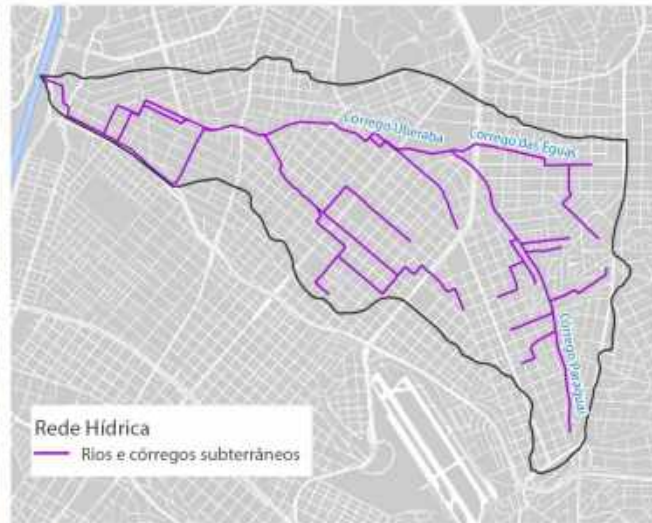 Córrego Uberaba
Córrego das Éguas
Córrego Paraguai
Rede Hídrica
Rios e córregos subterrâneos